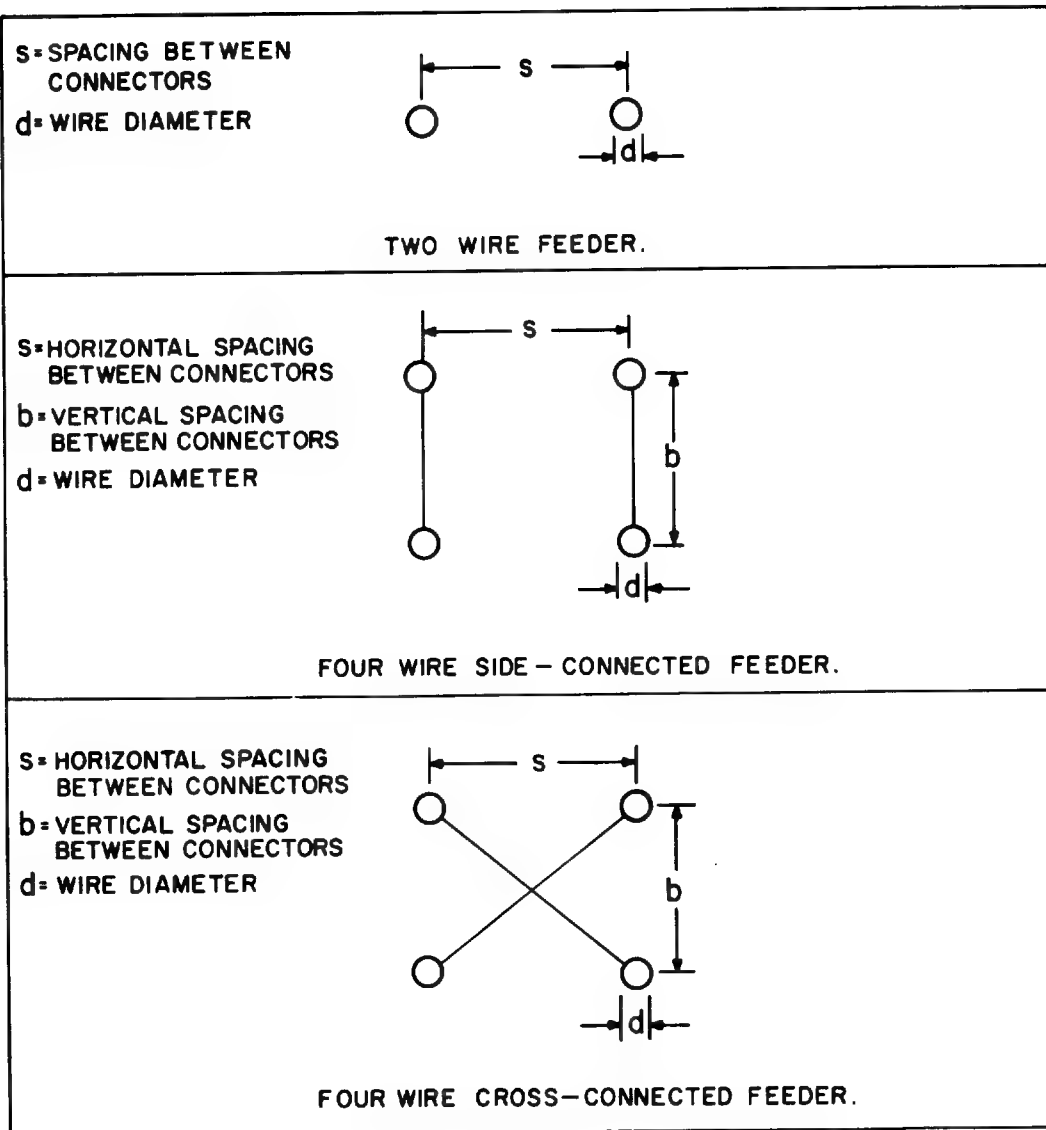 s=SPACING BETWEEN
CONNECTORS
d=WIRE DIAMETER
s
d
TWO WIRE FEEDER.
s=HORIZONTAL SPACING
BETWEEN CONNECTORS
b=VERTICAL SPACING
BETWEEN CONNECTORS
d=WIRE DIAMETER
s
b
d
FOUR WIRE SIDE-CONNECTED FEEDER.
s=HORIZONTAL SPACING
BETWEEN CONNECTORS
b=VERTICAL SPACING
BETWEEN CONNECTORS
d=WIRE DIAMETER
s
b
d
FOUR WIRE CROSS-CONNECTED FEEDER.